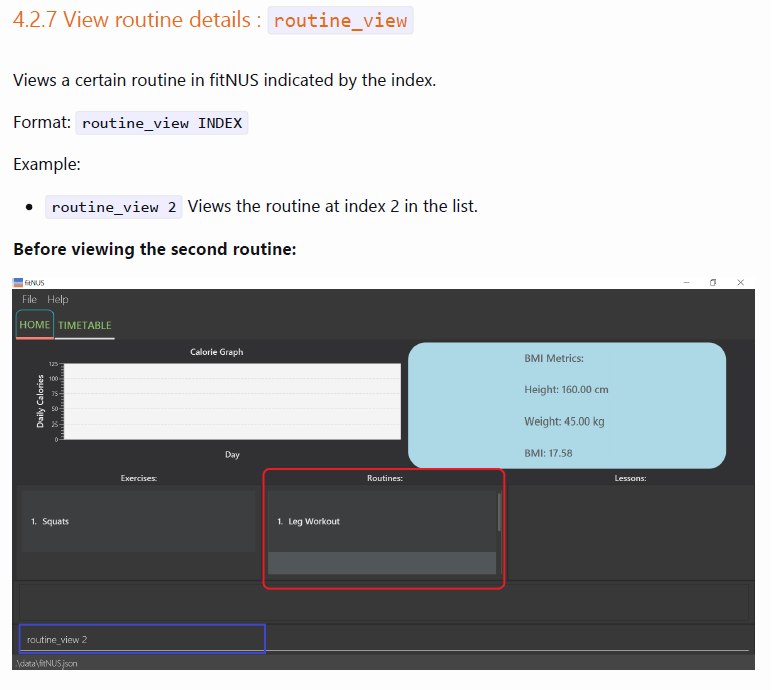 4.2.7 View routine details : routine_view
Views a certain routine in fitNUS indicated by the index.
Format: routine_view INDEX
Example:
routine_view 2 Views the routine at index 2 in the list.
Before viewing the second routine:
fitNUS
File Help
HOME TIMETABLE
Calorie Graph
Daily Calories
125
100
75
50
25
0
Day
BMI Metrics:
Height: 160.00 cm
Weight: 45.00 kg
BMI: 17.58
Exercises: Routines: Lessons:
1. Squats
1. Leg Workout
routine_view 2
.\data\fitNUS.json